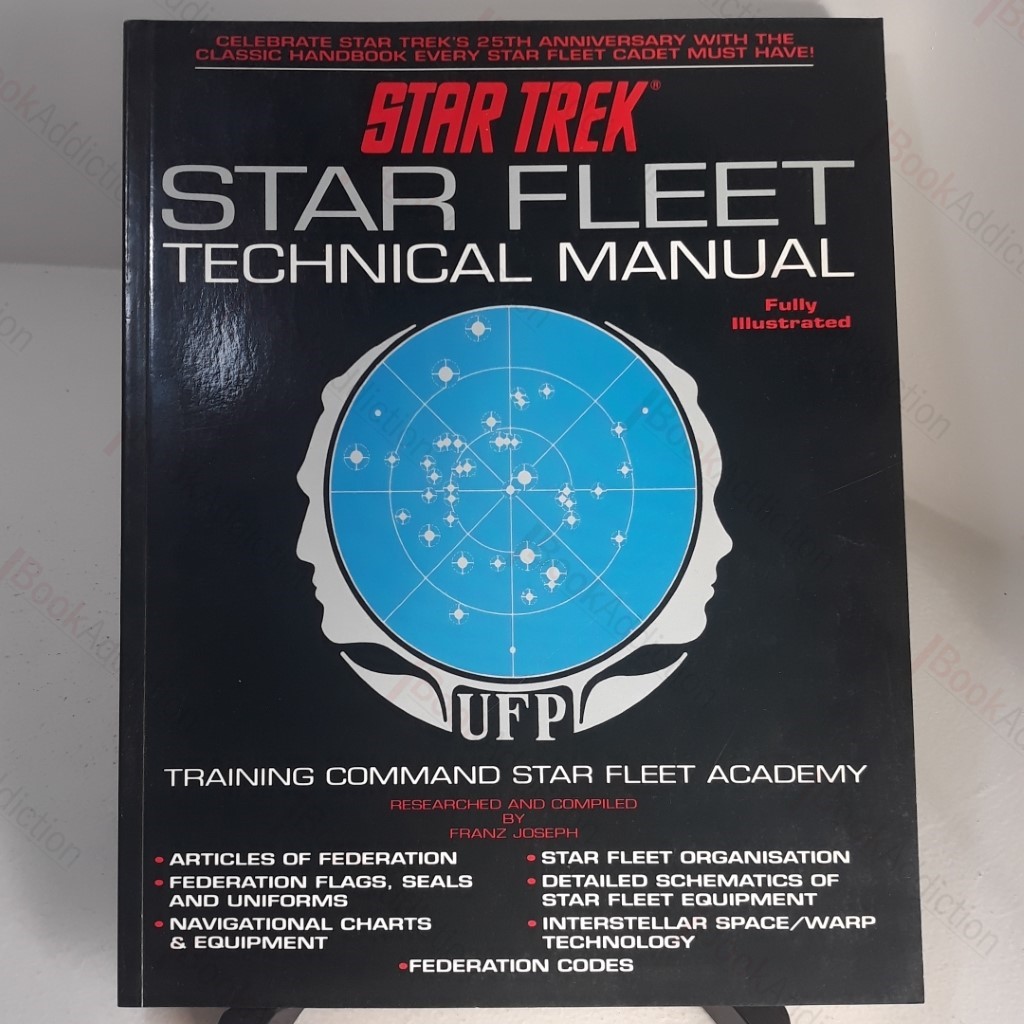 CELEBRATE STAR TREK'S 25TH ANNIVERSARY WITH THE
CLASSIC HANDBOOK EVERY STAR FLEET CADET MUST HAVE!
STAR TREK®
STAR FLEET
TECHNICAL MANUAL
Fully
Illustrated
UFP
TRAINING COMMAND STAR FLEET ACADEMY
RESEARCHED AND COMPILED
BY
FRANZ JOSEPH
• ARTICLES OF FEDERATION
• FEDERATION FLAGS, SEALS
AND UNIFORMS
• NAVIGATIONAL CHARTS
& EQUIPMENT
• STAR FLEET ORGANISATION
• DETAILED SCHEMATICS OF
STAR FLEET EQUIPMENT
• INTERSTELLAR SPACE/WARP
TECHNOLOGY
•FEDERATION CODES
BookAddiction